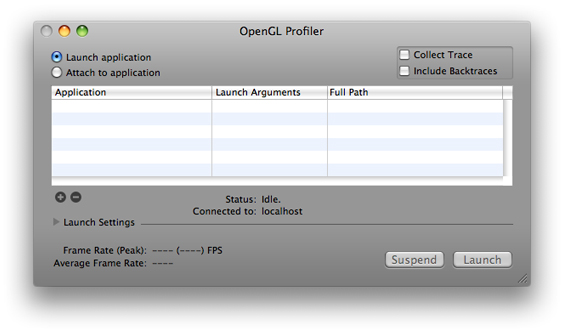 OpenGL Profiler
Launch application
Attach to application
Collect Trace
Include Backtraces
Application Launch Arguments Full Path
Status: Idle.
Connected to: localhost
Launch Settings
Frame Rate (Peak): ---- (----) FPS
Average Frame Rate: ----
Suspend Launch